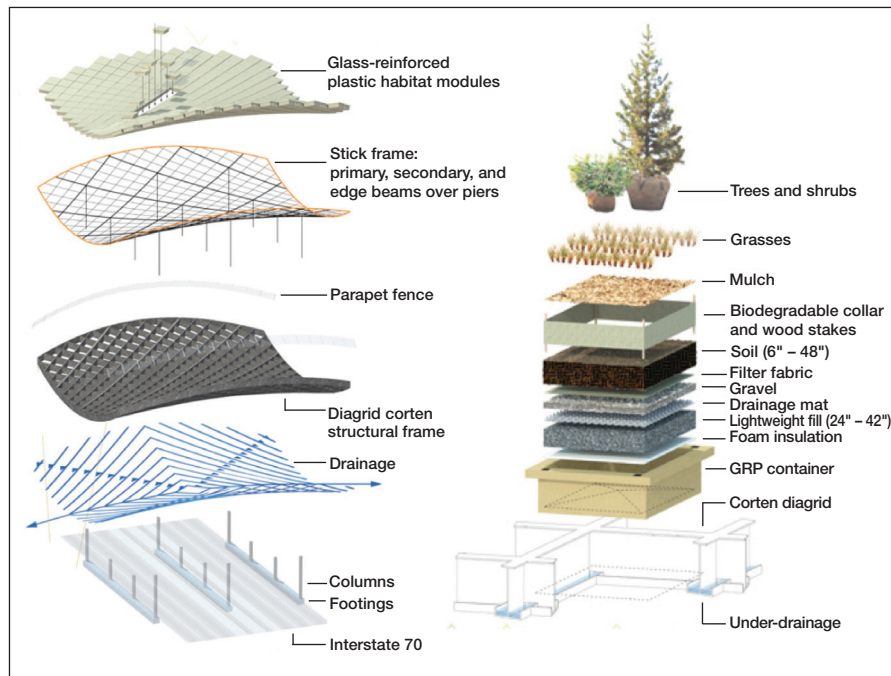 Glass-reinforced
plastic habitat modules
Stick frame:
primary, secondary, and
edge beams over piers
Parapet fence
Diagrid corten
structural frame
Drainage
Columns
Footings
Interstate 70
Trees and shrubs
Grasses
Mulch
Biodegradable collar
and wood stakes
Soil (6" – 48")
Filter fabric
Gravel
Drainage mat
Lightweight fill (24" – 42")
Foam insulation
GRP container
Corten diagrid
Under-drainage